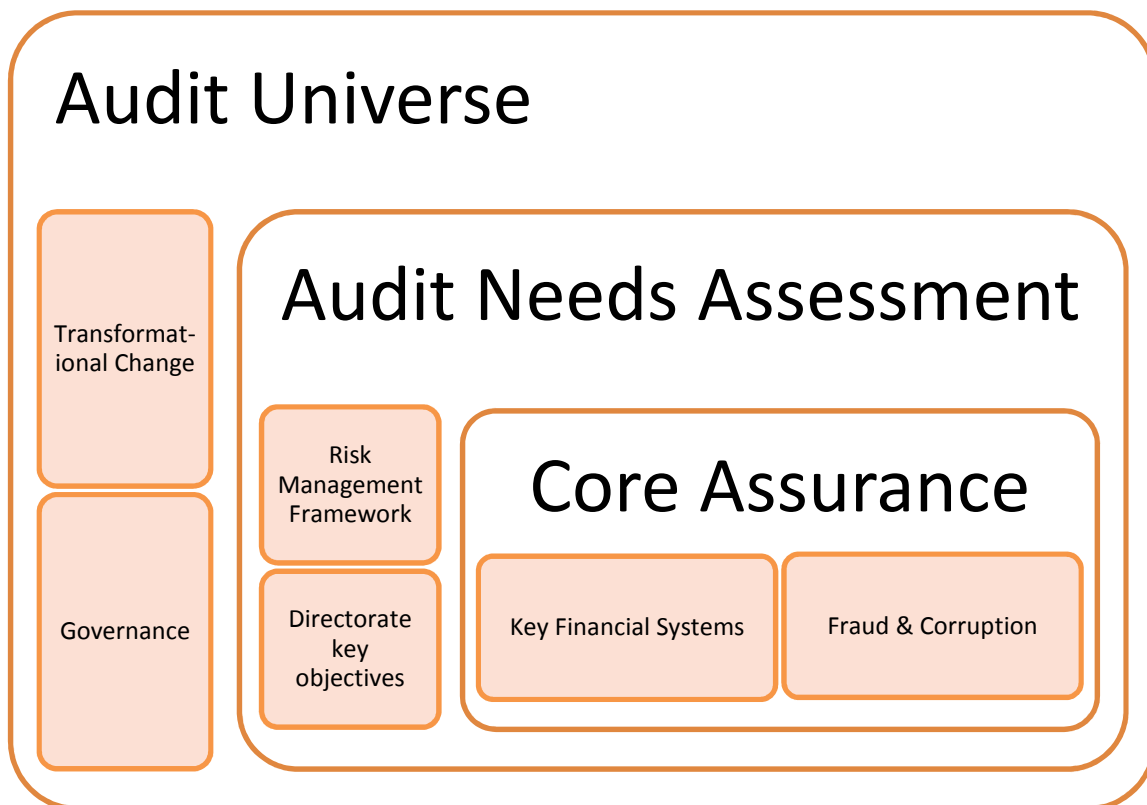 Audit Universe
Transformat-
ional Change
Governance
Audit Needs Assessment
Risk
Management
Framework
Directorate
key
objectives
Core Assurance
Key Financial Systems
Fraud & Corruption